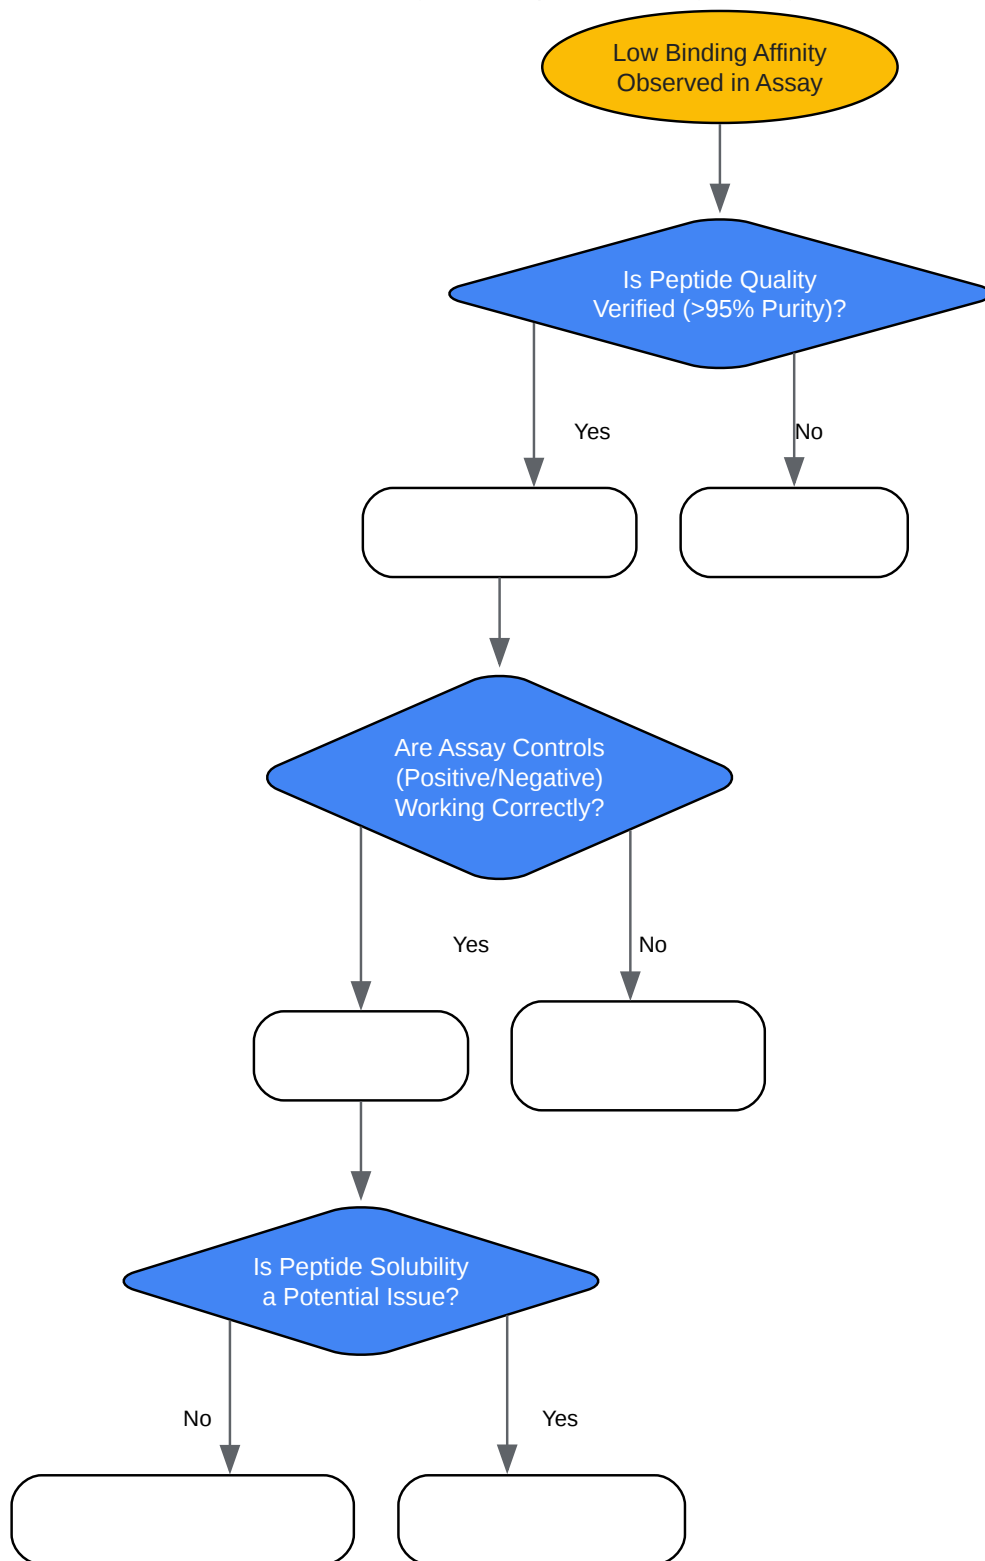 Low Binding Affinity
Observed in Assay
Is Peptide Quality
Verified (>95% Purity)?
Yes
No
Are Assay Controls
(Positive/Negative)
Working Correctly?
Yes
No
Is Peptide Solubility
a Potential Issue?
No
Yes